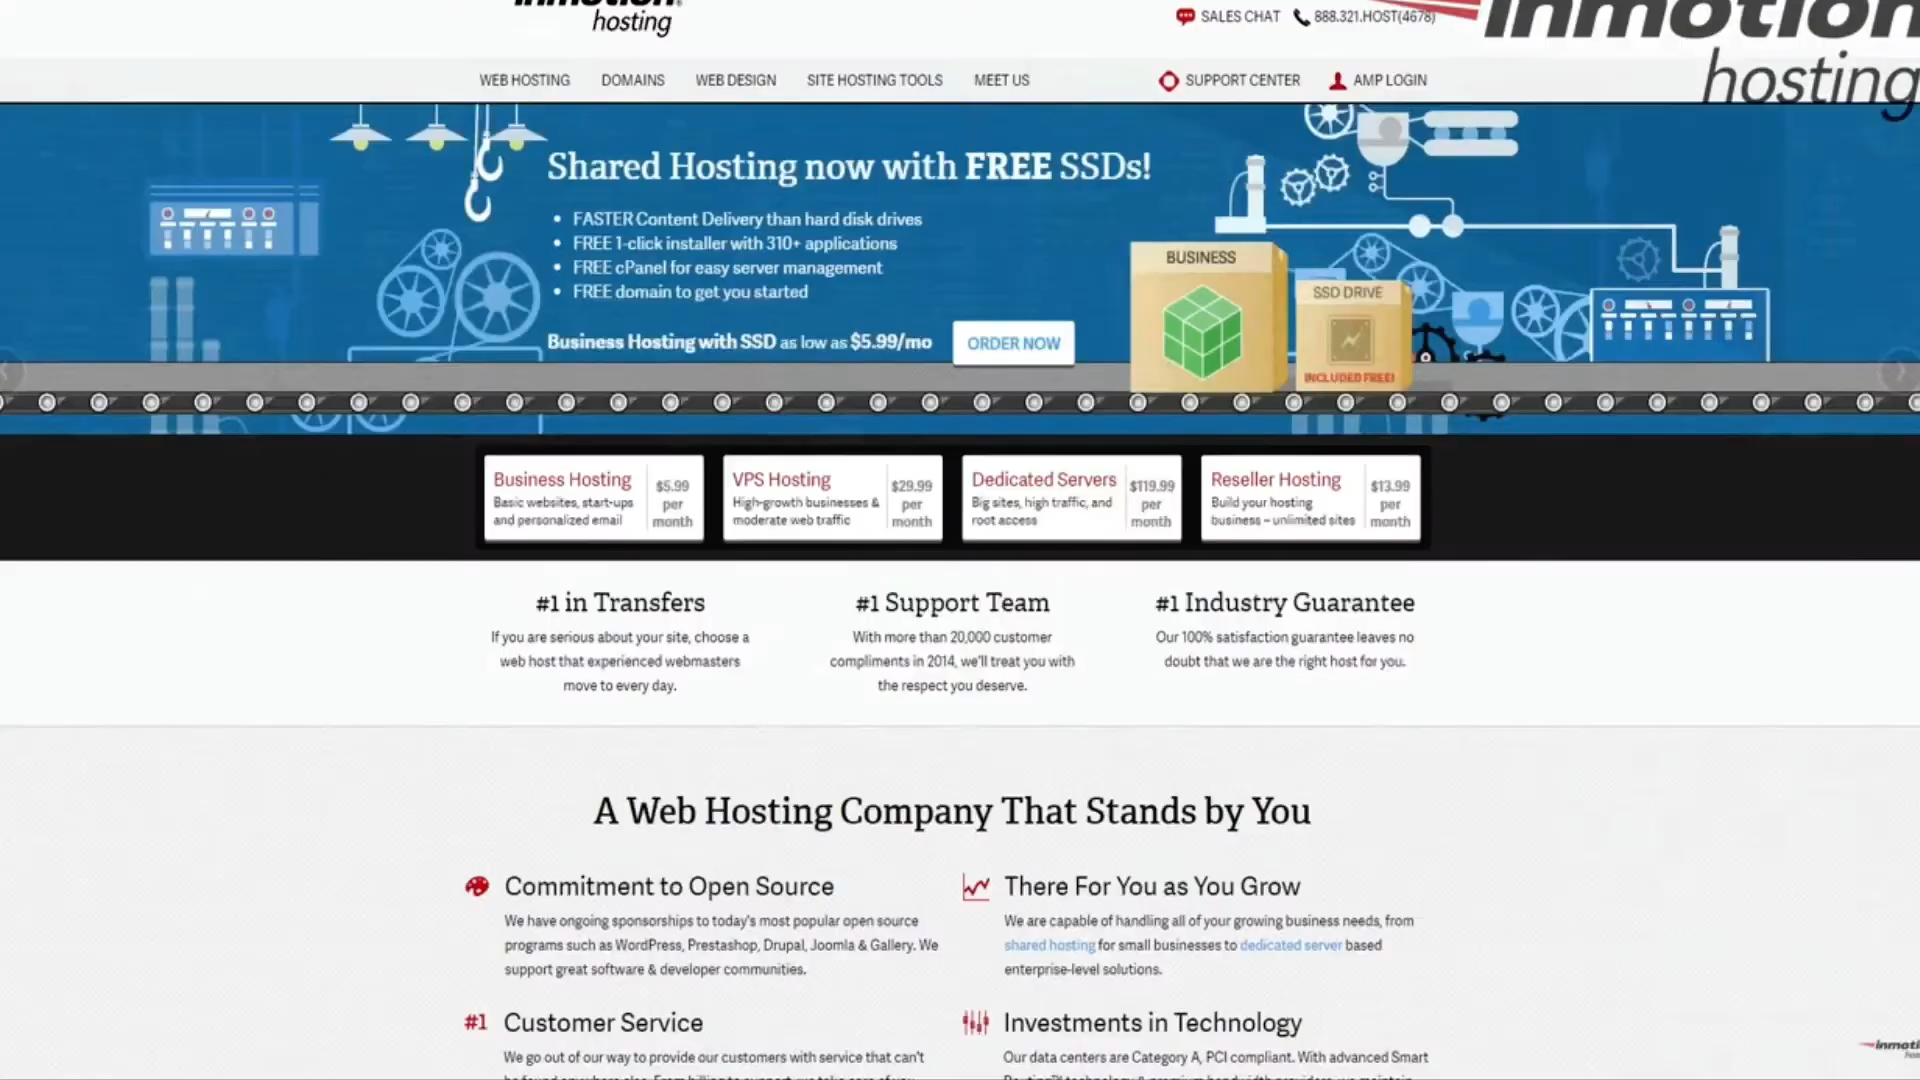 inmotion
hosting
SALES CHAT
888.321.HOST(4678)
inmotion
hosting
WEB HOSTING
DOMAINS
WEB DESIGN
SITE HOSTING TOOLS
MEET US
SUPPORT CENTER
AMP LOGIN
Shared Hosting now with FREE SSDs!
• FASTER Content Delivery than hard disk drives
• FREE 1-click installer with 310+ applications
• FREE cPanel for easy server management
• FREE domain to get you started
Business Hosting with SSD as low as $5.99/mo
ORDER NOW
BUSINESS
SSD DRIVE
INCLUDED FREE!
Business Hosting
Basic websites, start-ups
and personalized email
$5.99
per
month
VPS Hosting
High-growth businesses &
moderate web traffic
$29.99
per
month
Dedicated Servers
Big sites, high traffic, and
root access
$119.99
per
month
Reseller Hosting
Build your hosting
business – unlimited sites
$13.99
per
month
#1 in Transfers
If you are serious about your site, choose a
web host that experienced webmasters
move to every day.
#1 Support Team
With more than 20,000 customer
compliments in 2014, we'll treat you with
the respect you deserve.
#1 Industry Guarantee
Our 100% satisfaction guarantee leaves no
doubt that we are the right host for you.
A Web Hosting Company That Stands by You
Commitment to Open Source
We have ongoing sponsorships to today's most popular open source
programs such as WordPress, Prestashop, Drupal, Joomla & Gallery. We
support great software & developer communities.
There For You as You Grow
We are capable of handling all of your growing business needs, from
shared hosting for small businesses to dedicated server based
enterprise-level solutions.
#1 Customer Service
We go out of our way to provide our customers with service that can't
Investments in Technology
Our data centers are Category A, PCI compliant. With advanced Smart